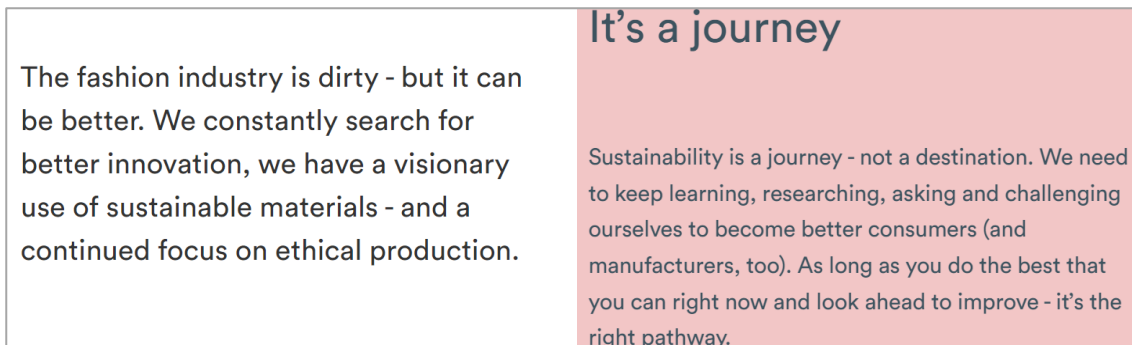 The fashion industry is dirty - but it can
be better. We constantly search for
better innovation, we have a visionary
use of sustainable materials - and a
continued focus on ethical production.
It’s a journey
Sustainability is a journey - not a destination. We need
to keep learning, researching, asking and challenging
ourselves to become better consumers (and
manufacturers, too). As long as you do the best that
you can right now and look ahead to improve - it’s the
right pathway.